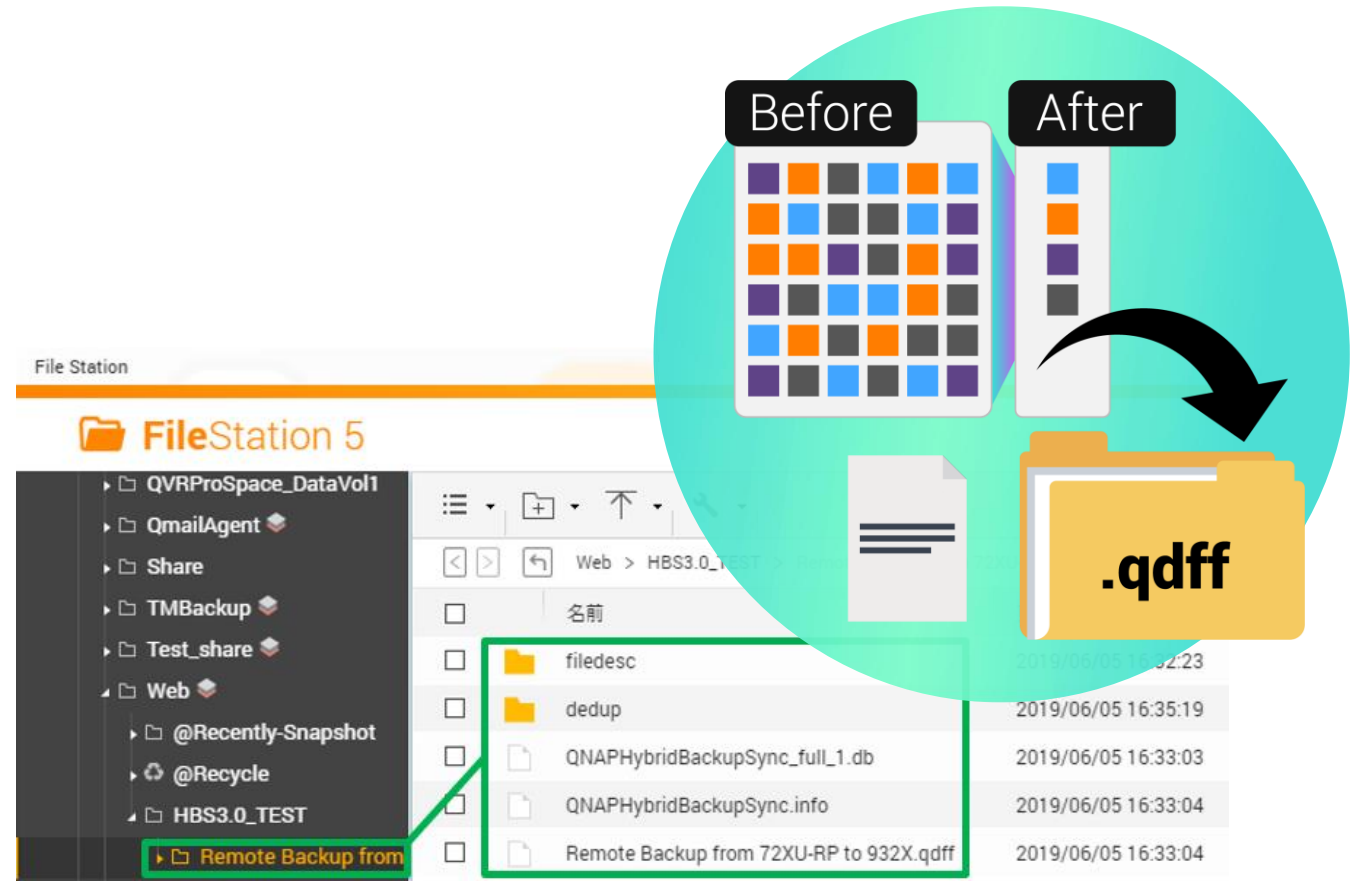 Before
After
File Station
FileStation 5
QVRProSpace_DataVol1
QmailAgent
Share
TMBackup
Test_share
Web
@Recently-Snapshot
@Recycle
HBS3.0_TEST
Remote Backup from
Web > HBS3.0_TEST > Remo 72XU
名前
filedesc 2019/06/05 16:32:23
dedup 2019/06/05 16:35:19
QNAPHybridBackupSync_full_1.db 2019/06/05 16:33:03
QNAPHybridBackupSync.info 2019/06/05 16:33:04
Remote Backup from 72XU-RP to 932X.qdff 2019/06/05 16:33:04
.qdff